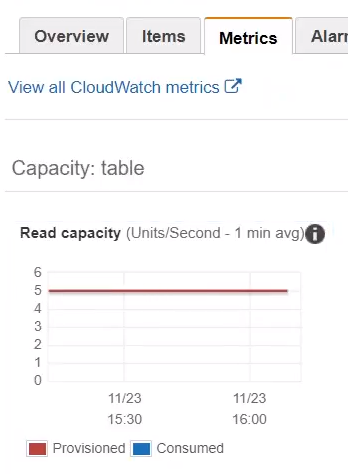 Overview Items Metrics Alarr
View all CloudWatch metrics
Capacity: table
Read capacity (Units/Second - 1 min avg) i
6
5
4
3
2
1
0
11/23 11/23
15:30 16:00
Provisioned Consumed